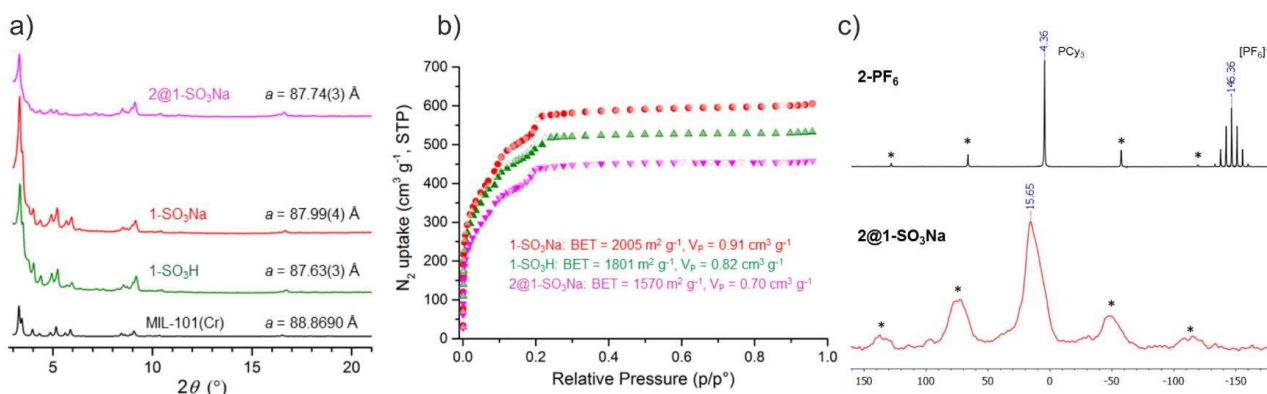 a)
2@1-SO₃Na a = 87.74(3) Å
1-SO₃Na a = 87.99(4) Å
1-SO₃H a = 87.63(3) Å
MIL-101(Cr) a = 88.8690 Å
5 10 15 20
2θ (°)
b)
N₂ uptake (cm³ g⁻¹, STP)
700
600
500
400
300
200
100
0
1-SO₃Na: BET = 2005 m² g⁻¹, Vₚ = 0.91 cm³ g⁻¹
1-SO₃H: BET = 1801 m² g⁻¹, Vₚ = 0.82 cm³ g⁻¹
2@1-SO₃Na: BET = 1570 m² g⁻¹, Vₚ = 0.70 cm³ g⁻¹
0.0 0.2 0.4 0.6 0.8 1.0
Relative Pressure (p/p°)
c)
2-PF₆
4.36
PCy₃
[PF₆]⁻
146.36
* * * *
2@1-SO₃Na
15.65
* * * *
150 100 50 0 -50 -100 -150